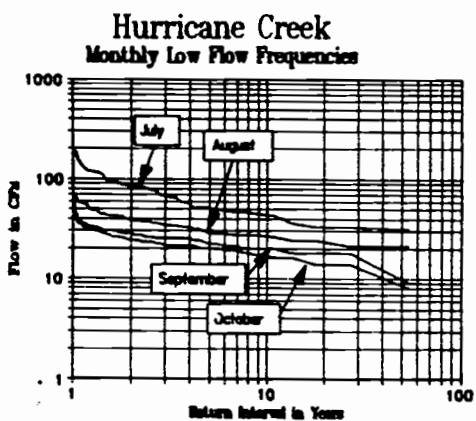 Hurricane Creek
Monthly Low Flow Frequencies
1000
July
August
100
Flow in CFS
10
September
October
1
1
10
100
Return Interval in Years